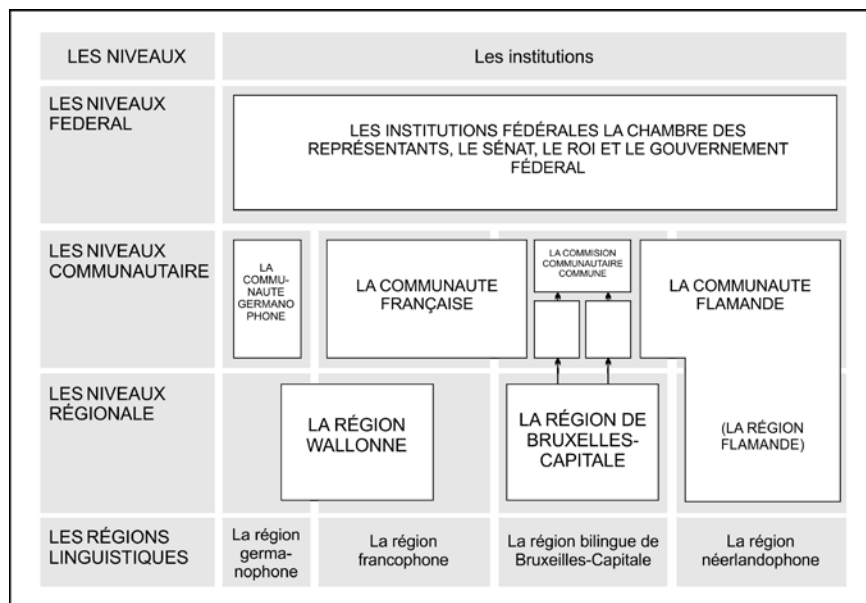 LES NIVEAUX
Les institutions
LES NIVEAUX
FEDERAL
LES INSTITUTIONS FÉDÉRALES LA CHAMBRE DES
REPRÉSENTANTS, LE SÉNAT, LE ROI ET LE GOUVERNEMENT
FÉDERAL
LES NIVEAUX
COMMUNAUTAIRE
LA
COMMU-
NAUTE
GERMANO
PHONE
LA COMMUNAUTE
FRANÇAISE
LA COMMISION
COMMUNAUTAIRE
COMMUNE
LA COMMUNAUTE
FLAMANDE
LES NIVEAUX
RÉGIONALE
LA RÉGION
WALLONNE
LA RÉGION DE
BRUXELLES-
CAPITALE
(LA RÉGION
FLAMANDE)
LES RÉGIONS
LINGUISTIQUES
La région
germa-
nophone
La région
francophone
La région bilingue de
Bruxeilles-Capitale
La région
néerlandophone